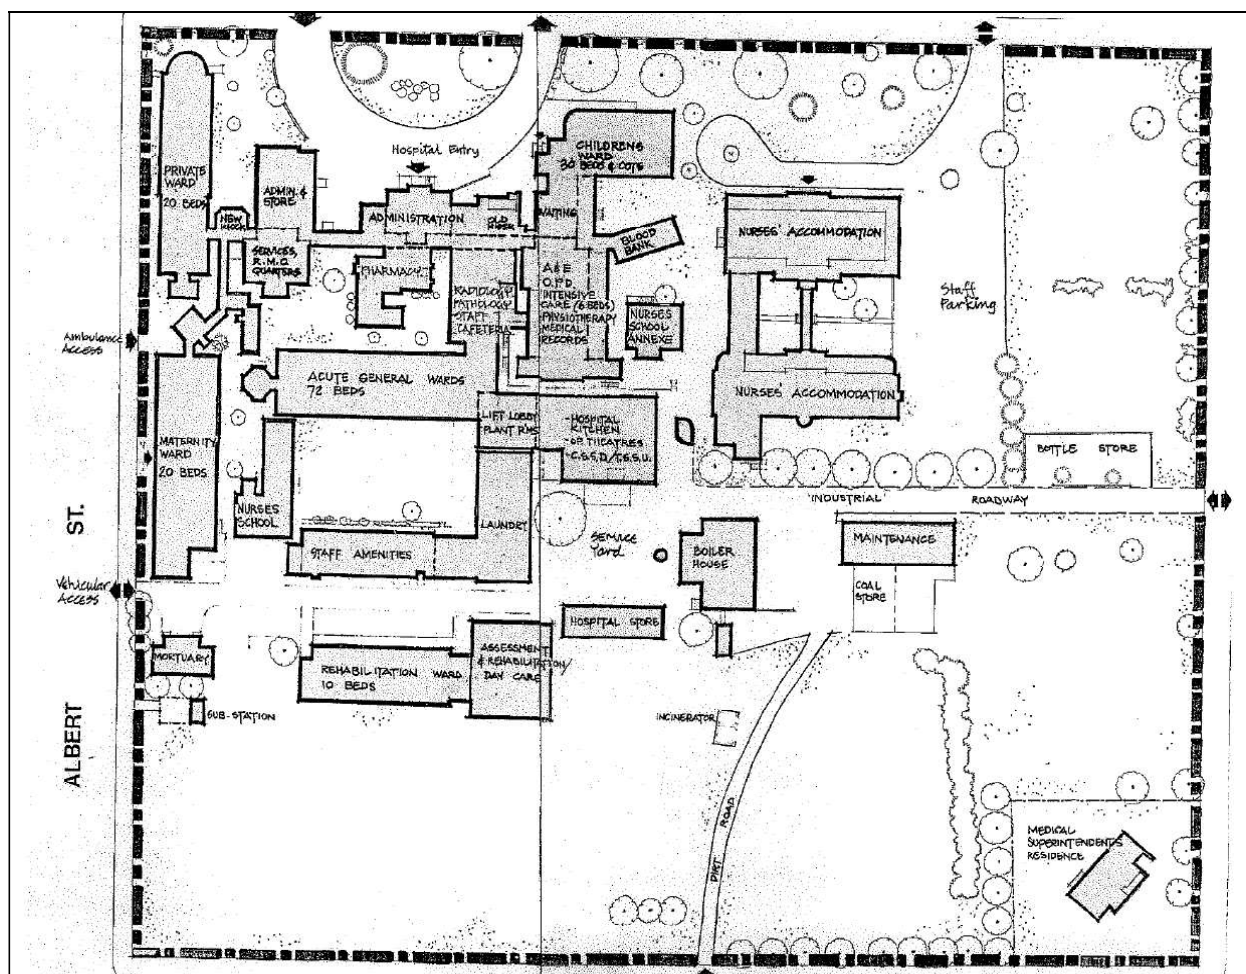 Hospital Entry
CHILDRENS
WARD
30 BEDS & COTS
PRIVATE
WARD
20 BEDS
ADMIN. &
STORE
NEW
KIOSK
ADMINISTRATION
OLD
KIOSK
WAITING
BLOOD
BANK
NURSES' ACCOMMODATION
SERVICES,
R.M.O
QUARTERS
PHARMACY
A & E
O.P.D.
INTENSIVE
CARE (6 BEDS)
PHYSIOTHERAPY
MEDICAL
RECORDS
RADIOLOGY
PATHOLOGY
STAFF
CAFETERIA
NURSES
SCHOOL
ANNEXE
Staff
Parking
Ambulance
Access
ACUTE GENERAL WARDS
72 BEDS
NURSES' ACCOMMODATION
LIFT LOBBY
PLANT RMS
-HOSPITAL
KITCHEN
-OP. THEATRES
-C.S.S.D/T.S.S.U.
MATERNITY
WARD
20 BEDS
BOTTLE STORE
NURSES
SCHOOL
LAUNDRY
INDUSTRIAL ROADWAY
STAFF AMENITIES
SERVICE
Yard
BOILER
HOUSE
MAINTENANCE
COAL
STORE
Vehicular
Access
HOSPITAL STORE
MORTUARY
REHABILITATION WARD
10 BEDS
ASSESSMENT
& REHABILITATION/
DAY CARE
SUB-STATION
INCINERATOR
ALBERT ST.
DIRT ROAD
MEDICAL
SUPERINTENDENT'S
RESIDENCE